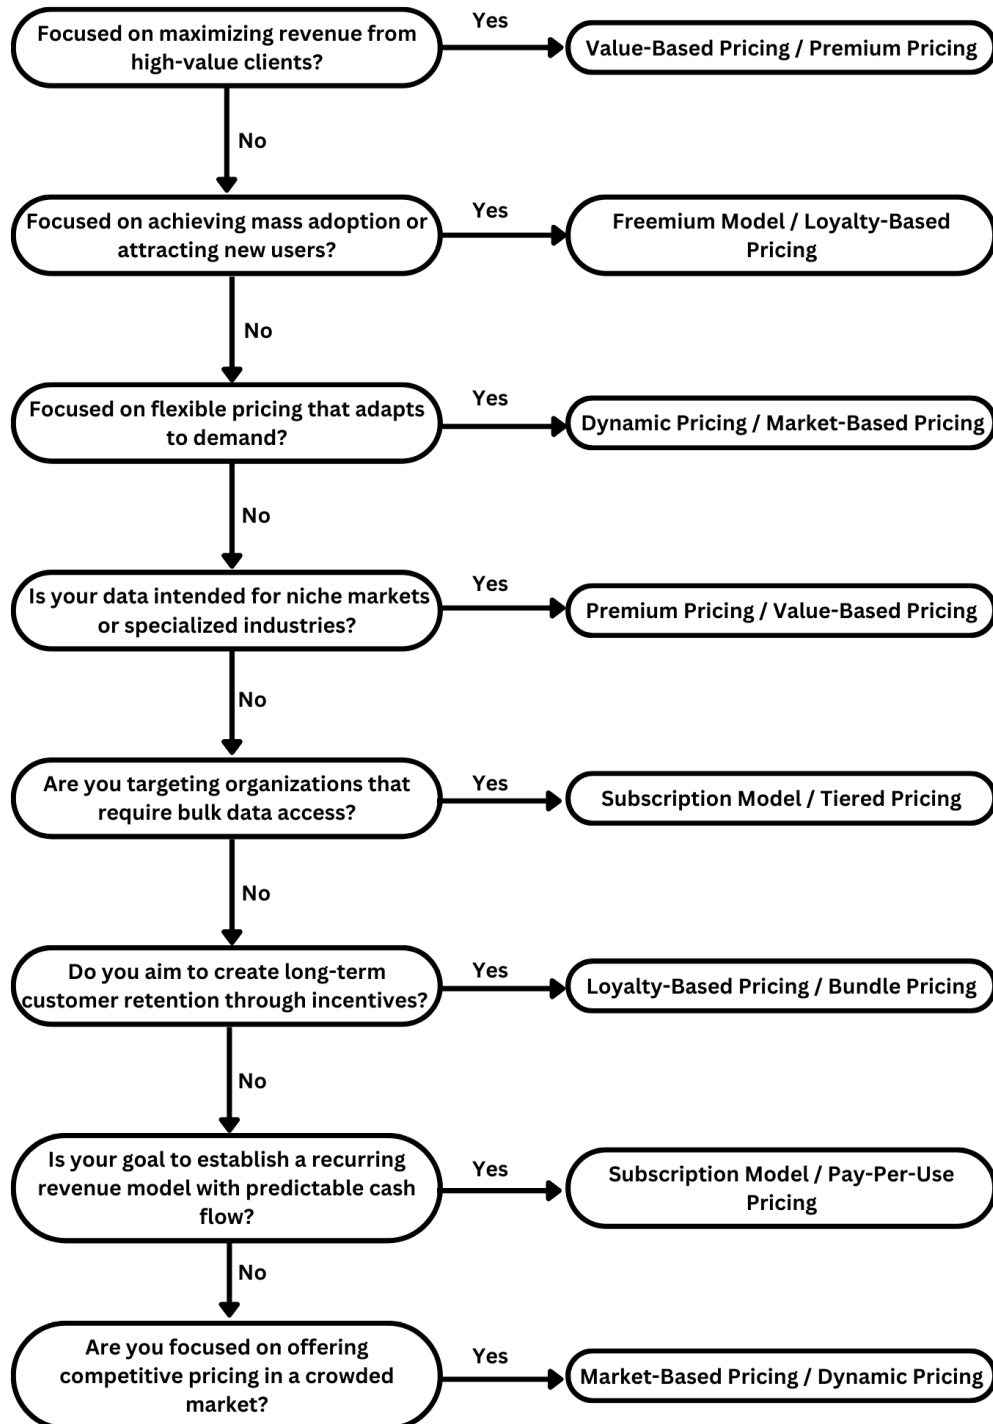 Focused on maximizing revenue from
high-value clients?
Yes
Value-Based Pricing / Premium Pricing
No
Focused on achieving mass adoption or
attracting new users?
Yes
Freemium Model / Loyalty-Based
Pricing
No
Focused on flexible pricing that adapts
to demand?
Yes
Dynamic Pricing / Market-Based Pricing
No
Is your data intended for niche markets
or specialized industries?
Yes
Premium Pricing / Value-Based Pricing
No
Are you targeting organizations that
require bulk data access?
Yes
Subscription Model / Tiered Pricing
No
Do you aim to create long-term
customer retention through incentives?
Yes
Loyalty-Based Pricing / Bundle Pricing
No
Is your goal to establish a recurring
revenue model with predictable cash
flow?
Yes
Subscription Model / Pay-Per-Use
Pricing
No
Are you focused on offering
competitive pricing in a crowded
market?
Yes
Market-Based Pricing / Dynamic Pricing